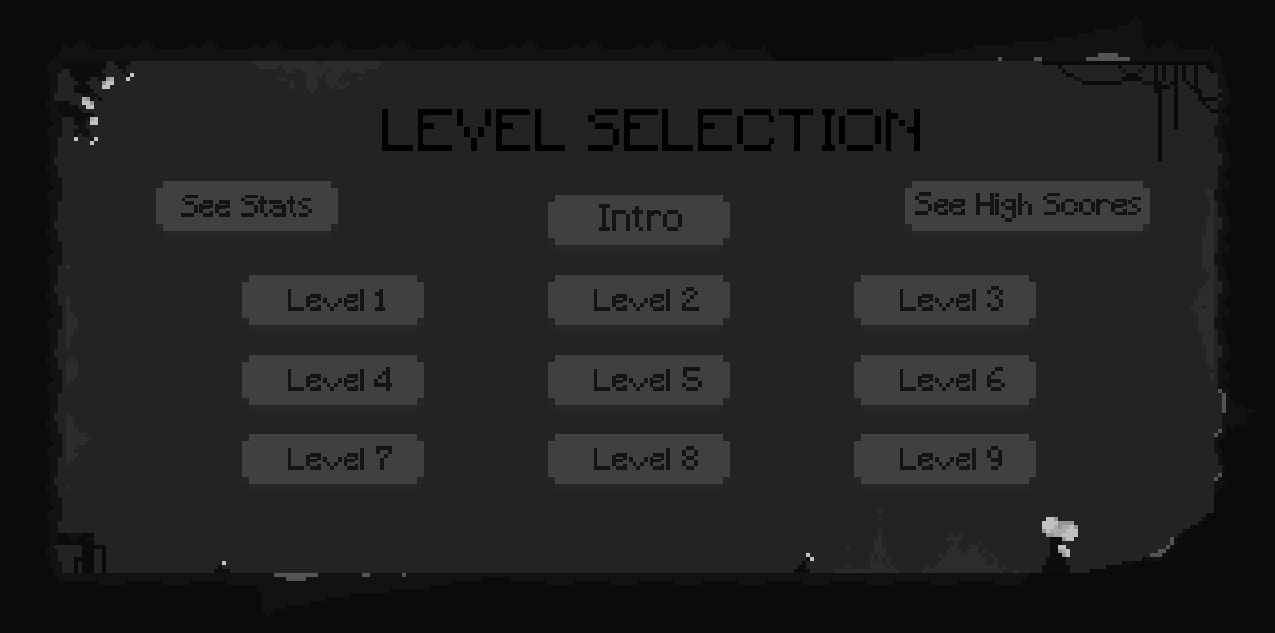 LEVEL SELECTION
See Stats
Intro
See High Scores
Level 1
Level 2
Level 3
Level 4
Level 5
Level 6
Level 7
Level 8
Level 9